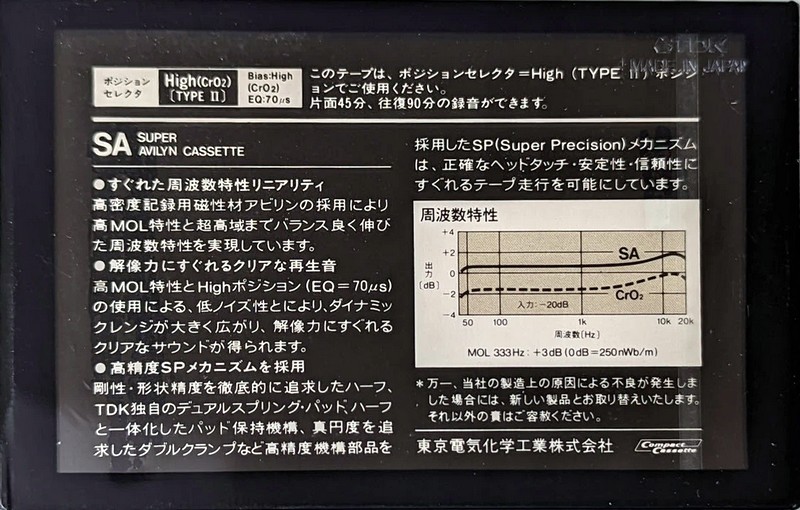 TDK
MADE IN JAPAN
ポジション
セレクタ
High(CrO₂)
〔TYPE II〕
Bias:High
(CrO₂)
EQ:70μs
このテープは、ポジションセレクタ=High (TYPE II) ポジシ
ョンでご使用ください。
片面45分、往復90分の録音ができます。
SA SUPER
AVILYN CASSETTE
●すぐれた周波数特性リニアリティ
高密度記録用磁性材アビリンの採用により
高MOL特性と超高域までバランス良く伸び
た周波数特性を実現しています。
●解像力にすぐれるクリアな再生音
高MOL特性とHighポジション(EQ=70μs)
の使用による、低ノイズ性とにより、ダイナミッ
クレンジが大きく広がり、解像力にすぐれる
クリアなサウンドが得られます。
●高精度SPメカニズムを採用
剛性・形状精度を徹底的に追求したハーフ、
TDK独自のデュアルスプリング・パッド、ハーフ
と一体化したパッド保持機構、真円度を追
求したダブルクランプなど高精度機構部品を
採用したSP(Super Precision)メカニズム
は、正確なヘッドタッチ・安定性・信頼性に
すぐれるテープ走行を可能にしています。
周波数特性
+4
+2
0
-2
-4
出力
〔dB〕
SA
CrO₂
入力:-20dB
50 100 1k 10k 20k
周波数〔Hz〕
MOL 333Hz:+3dB(0dB=250nWb/m)
*万一、当社の製造上の原因による不良が発生しま
した場合には、新しい製品とお取り替えいたします。
それ以外の責はご容赦ください。
東京電気化学工業株式会社
Compact
Cassette